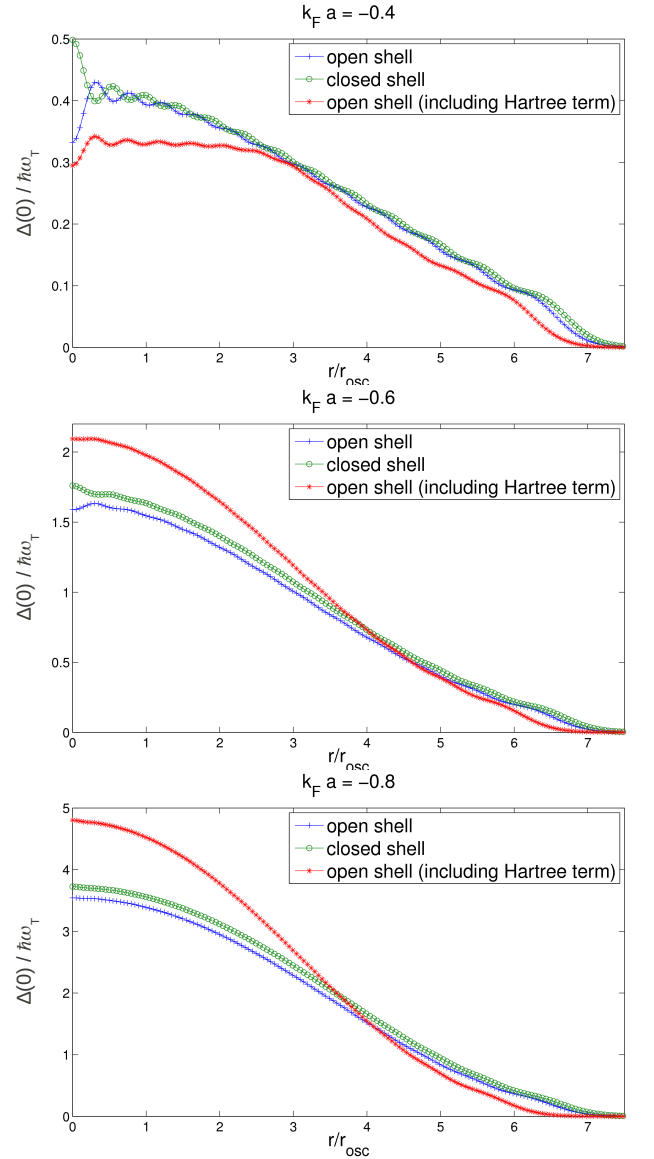 k_F a = −0.4
open shell
closed shell
open shell (including Hartree term)
0.5
0.4
0.3
0.2
0.1
0
Δ(0) / ħω_T
0 1 2 3 4 5 6 7
r/r_osc
k_F a = −0.6
open shell
closed shell
open shell (including Hartree term)
2
1.5
1
0.5
0
Δ(0) / ħω_T
0 1 2 3 4 5 6 7
r/r_osc
k_F a = −0.8
open shell
closed shell
open shell (including Hartree term)
5
4
3
2
1
0
Δ(0) / ħω_T
0 1 2 3 4 5 6 7
r/r_osc